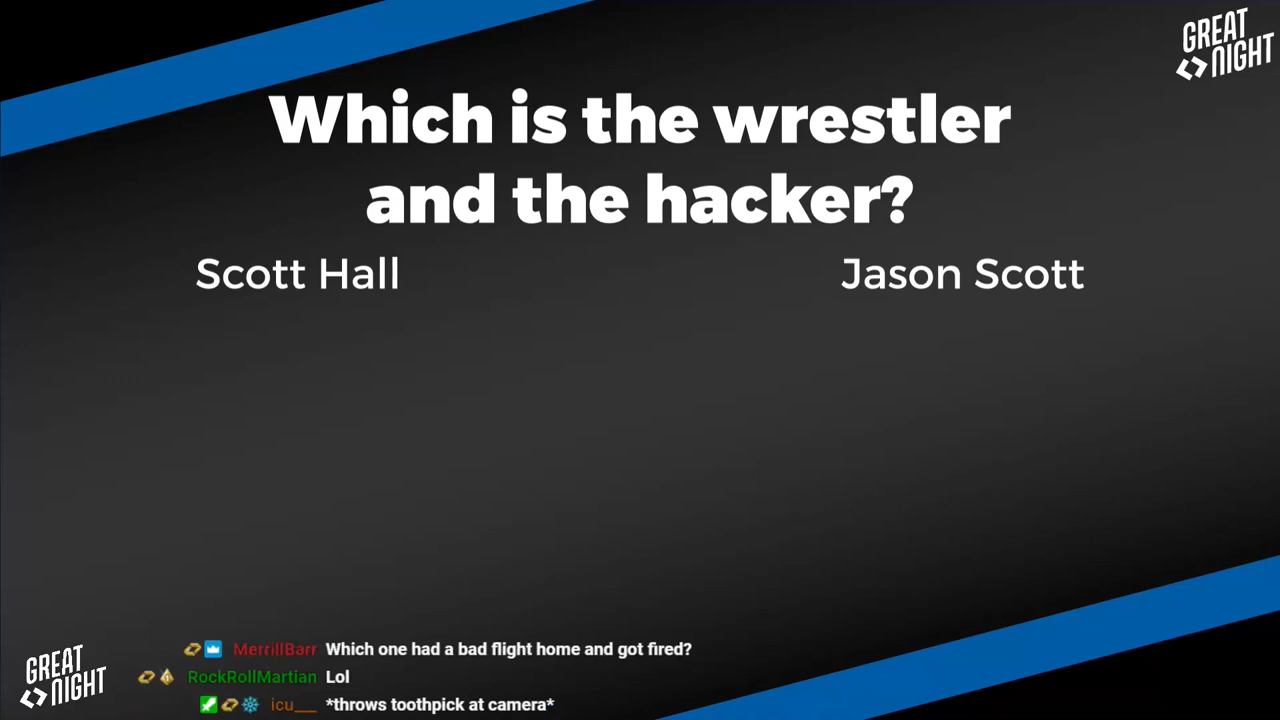 GREAT
NIGHT
Which is the wrestler
and the hacker?
Scott Hall
Jason Scott
MerrillBarr Which one had a bad flight home and got fired?
RockRollMartian Lol
icu___ *throws toothpick at camera*
GREAT
NIGHT